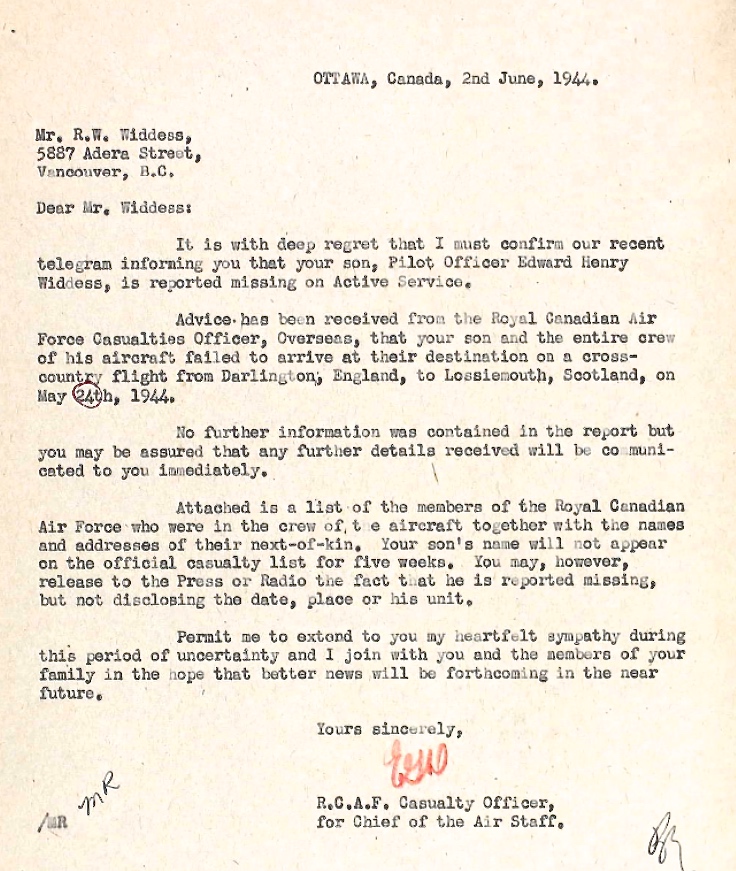 OTTAWA, Canada, 2nd June, 1944.
Mr. R.W. Widdess,
5887 Adera Street,
Vancouver, B.C.
Dear Mr. Widdess:
It is with deep regret that I must confirm our recent
telegram informing you that your son, Pilot Officer Edward Henry
Widdess, is reported missing on Active Service.
Advice has been received from the Royal Canadian Air
Force Casualties Officer, Overseas, that your son and the entire crew
of his aircraft failed to arrive at their destination on a cross-
country flight from Darlington, England, to Lossiemouth, Scotland, on
May 24th, 1944.
No further information was contained in the report but
you may be assured that any further details received will be communi-
cated to you immediately.
Attached is a list of the members of the Royal Canadian
Air Force who were in the crew of t e aircraft together with the names
and addresses of their next-of-kin. Your son's name will not appear
on the official casualty list for five weeks. You may, however,
release to the Press or Radio the fact that he is reported missing,
but not disclosing the date, place or his unit.
Permit me to extend to you my heartfelt sympathy during
this period of uncertainty and I join with you and the members of your
family in the hope that better news will be forthcoming in the near
future.
Yours sincerely,
R.C.A.F. Casualty Officer,
for Chief of the Air Staff.
MR
/MR